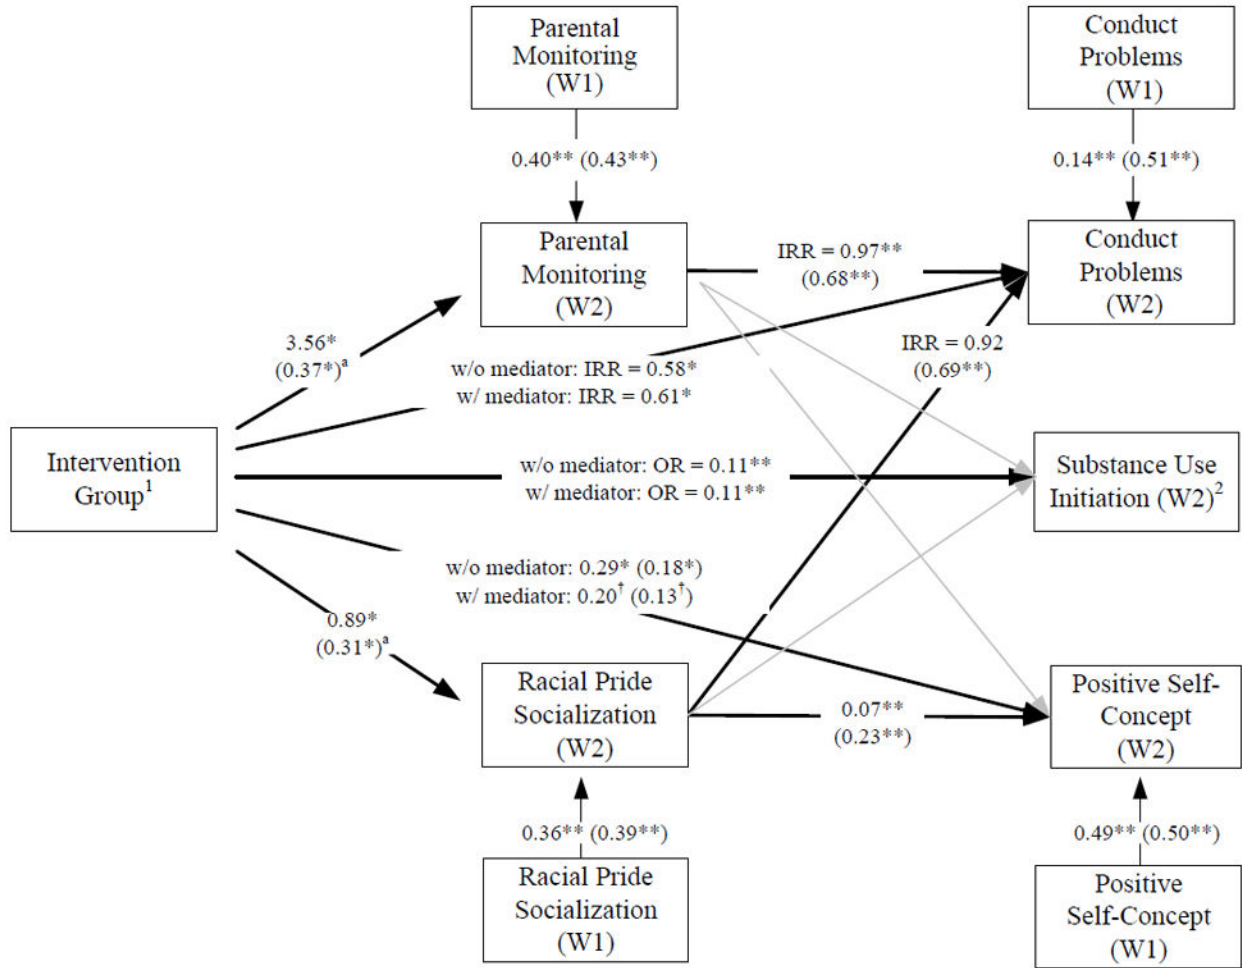 Parental
Monitoring
(W1)
Conduct
Problems
(W1)
0.40** (0.43**)
0.14** (0.51**)
Parental
Monitoring
(W2)
IRR = 0.97**
(0.68**)
Conduct
Problems
(W2)
3.56*
(0.37*)ᵃ
w/o mediator: IRR = 0.58*
w/ mediator: IRR = 0.61*
IRR = 0.92
(0.69**)
Intervention
Group¹
w/o mediator: OR = 0.11**
w/ mediator: OR = 0.11**
Substance Use
Initiation (W2)²
w/o mediator: 0.29* (0.18*)
w/ mediator: 0.20† (0.13†)
0.89*
(0.31*)ᵃ
Racial Pride
Socialization
(W2)
0.07**
(0.23**)
Positive Self-
Concept
(W2)
0.36** (0.39**)
0.49** (0.50**)
Racial Pride
Socialization
(W1)
Positive
Self-Concept
(W1)